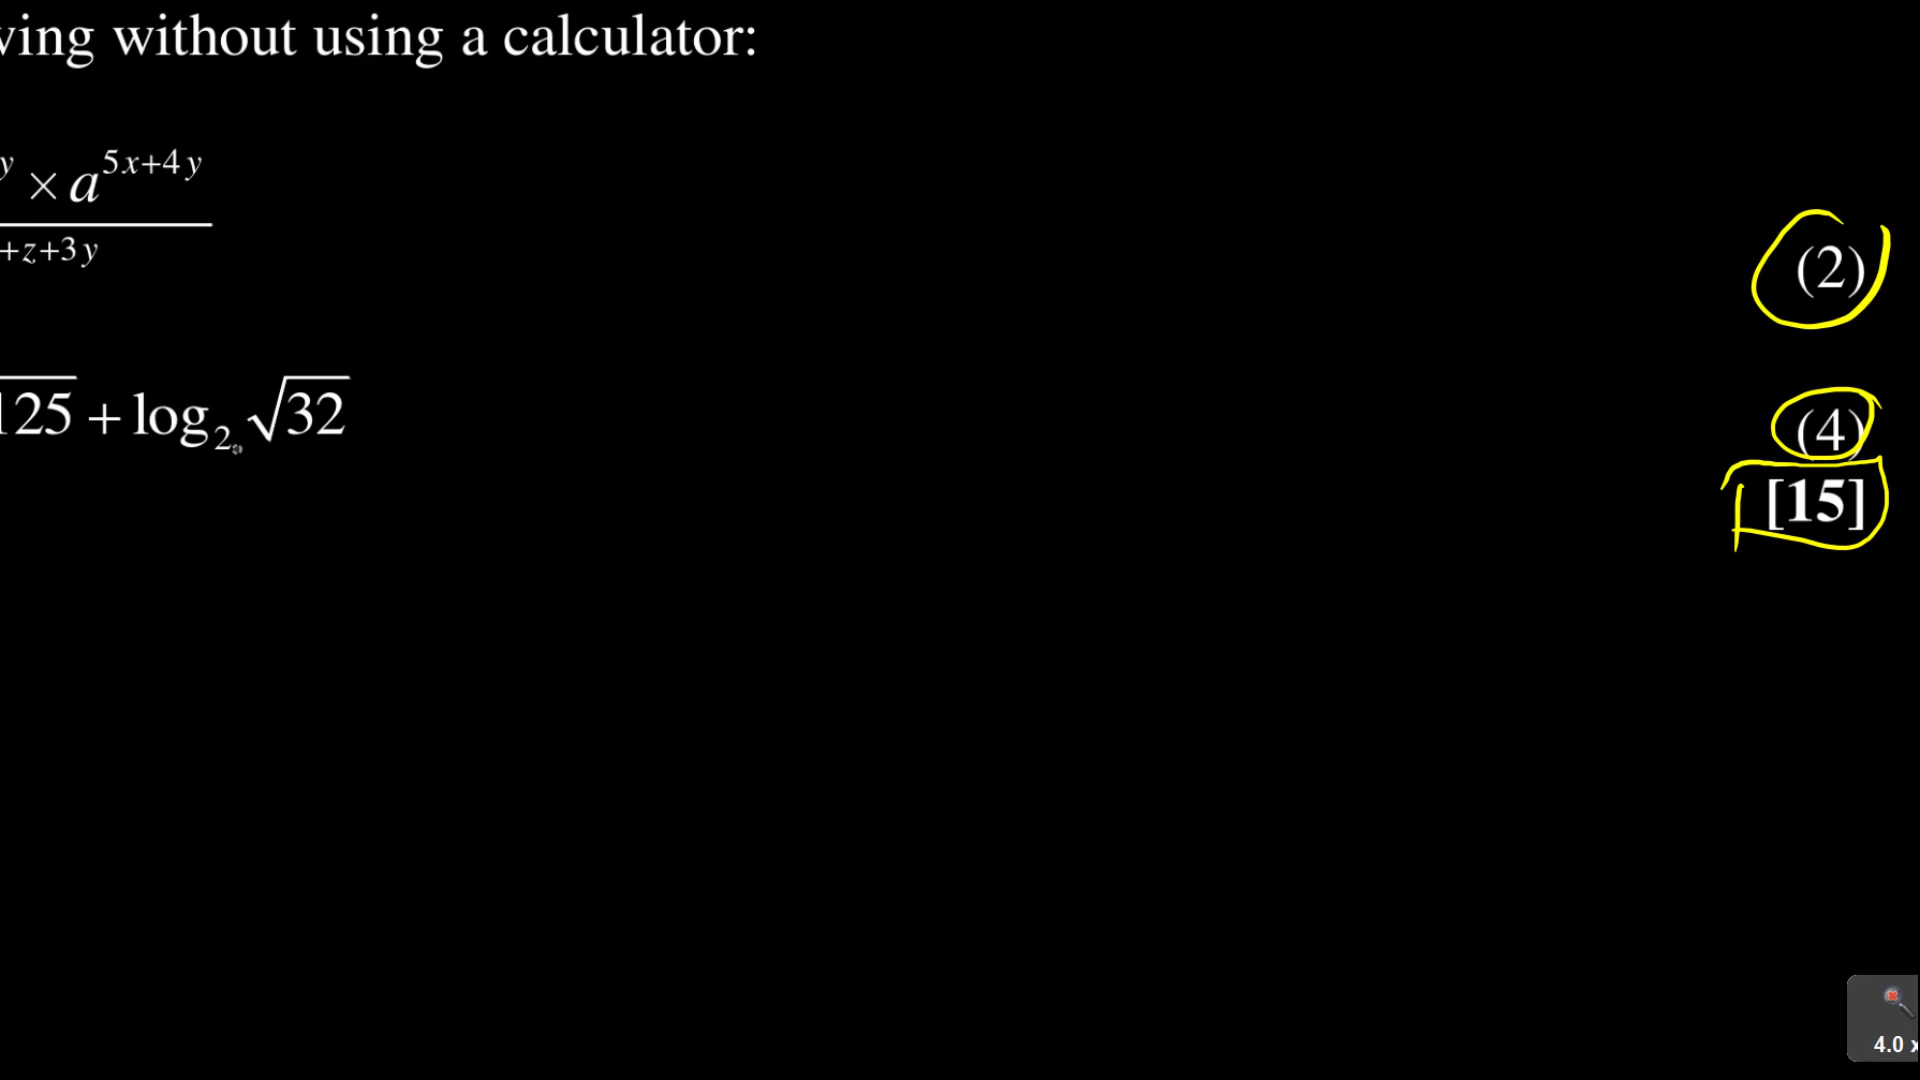 ving without using a calculator:
y × a^{5x+4y}
+z+3y
(2)
125 + log₂ √32
(4)
[15]
4.0 x